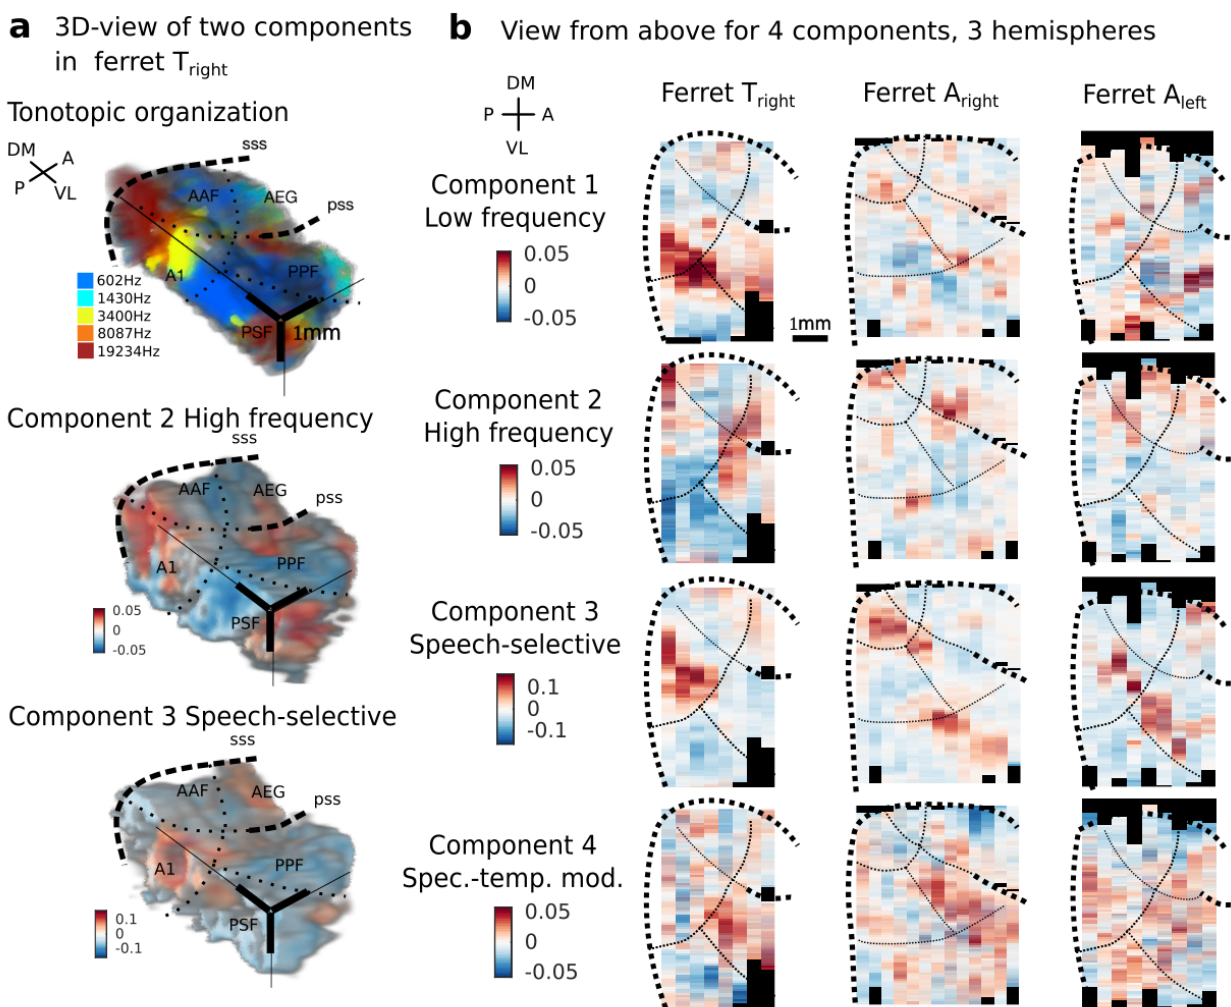 a 3D-view of two components
in ferret T_right
Tonotopic organization
DM
A
P
VL
sss
AAF
AEG
pss
A1
PPF
PSF
1mm
602Hz
1430Hz
3400Hz
8087Hz
19234Hz
Component 2 High frequency
sss
AAF
AEG
pss
A1
PPF
PSF
0.05
0
-0.05
Component 3 Speech-selective
sss
AAF
AEG
pss
A1
PPF
PSF
0.1
0
-0.1
b View from above for 4 components, 3 hemispheres
DM
P
A
VL
Ferret T_right
Ferret A_right
Ferret A_left
Component 1
Low frequency
0.05
0
-0.05
1mm
Component 2
High frequency
0.05
0
-0.05
Component 3
Speech-selective
0.1
0
-0.1
Component 4
Spec.-temp. mod.
0.05
0
-0.05